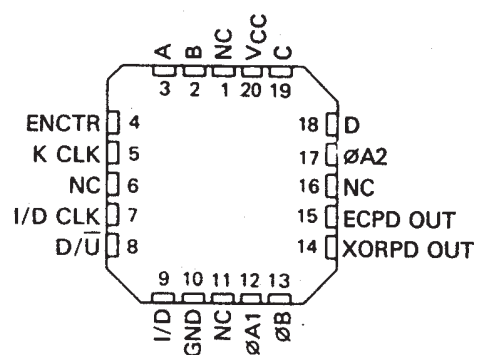 A B NC VCC C
3 2 1 20 19
ENCTR 4 18 D
K CLK 5 17 ØA2
NC 6 16 NC
I/D CLK 7 15 ECPD OUT
D/U̅ 8 14 XORPD OUT
9 10 11 12 13
I/D GND NC ØA1 ØB